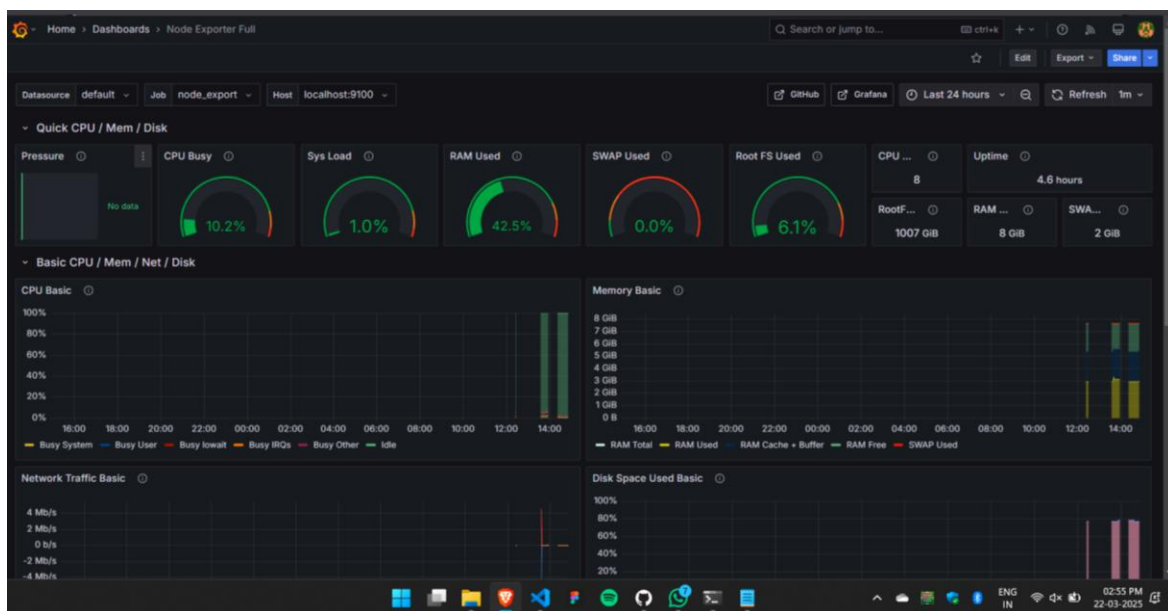 Home › Dashboards › Node Exporter Full
Search or jump to... ctrl+k
Edit Export Share
Datasource default Job node_export Host localhost:9100 GitHub Grafana Last 24 hours Refresh 1m
Quick CPU / Mem / Disk
Pressure CPU Busy Sys Load RAM Used SWAP Used Root FS Used CPU ... Uptime
No data 10.2% 1.0% 42.5% 0.0% 6.1% 8 4.6 hours
RootF... RAM ... SWA...
1007 GiB 8 GiB 2 GiB
Basic CPU / Mem / Net / Disk
CPU Basic
100%
80%
60%
40%
20%
0%
16:00 18:00 20:00 22:00 00:00 02:00 04:00 06:00 08:00 10:00 12:00 14:00
Busy System Busy User Busy Iowait Busy IRQs Busy Other Idle
Memory Basic
8 GiB
7 GiB
6 GiB
5 GiB
4 GiB
3 GiB
2 GiB
1 GiB
0 B
16:00 18:00 20:00 22:00 00:00 02:00 04:00 06:00 08:00 10:00 12:00 14:00
RAM Total RAM Used RAM Cache + Buffer RAM Free SWAP Used
Network Traffic Basic
4 Mb/s
2 Mb/s
0 b/s
-2 Mb/s
-4 Mb/s
Disk Space Used Basic
100%
80%
60%
40%
20%
ENG 02:55 PM
IN 22-03-2025